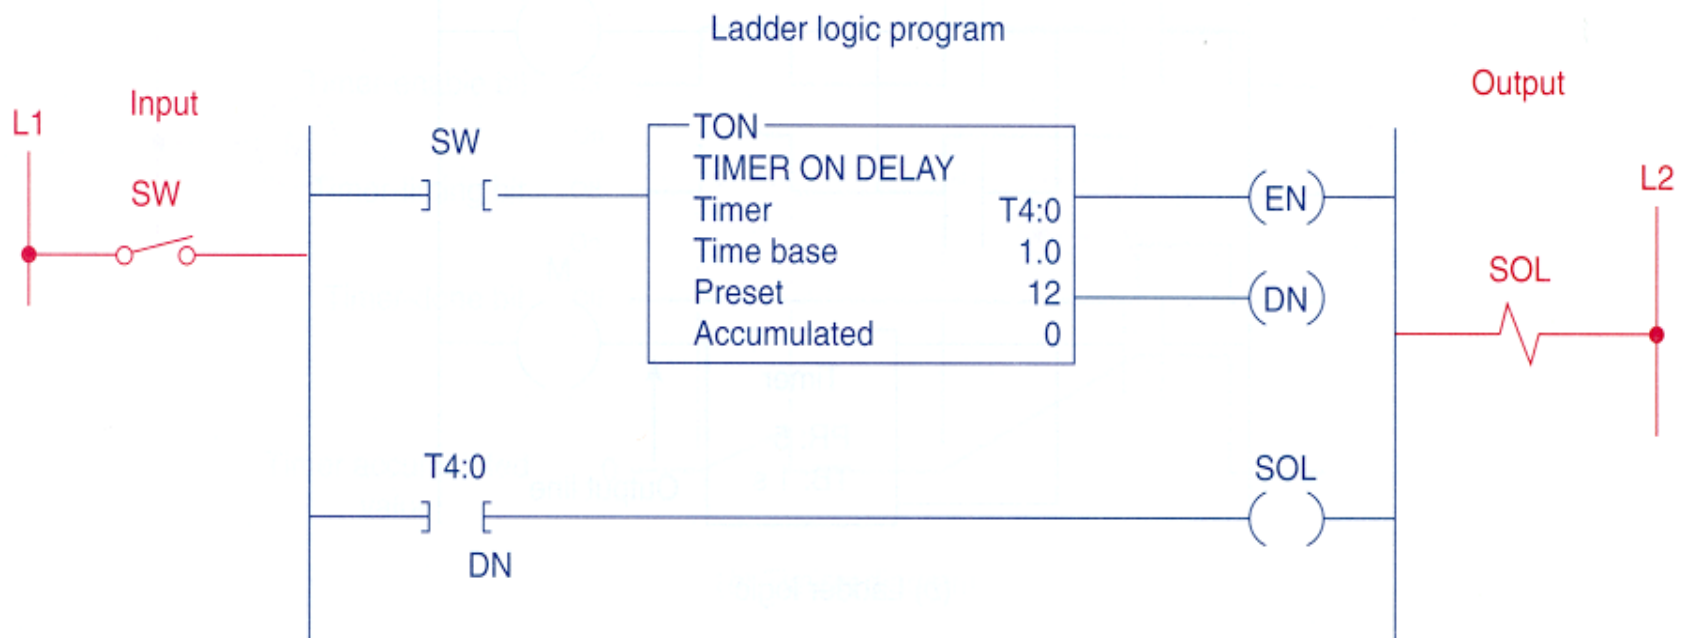 Ladder logic program
Input
Output
L1
SW
SW
TON
TIMER ON DELAY
Timer T4:0
Time base 1.0
Preset 12
Accumulated 0
EN
DN
L2
SOL
T4:0
DN
SOL